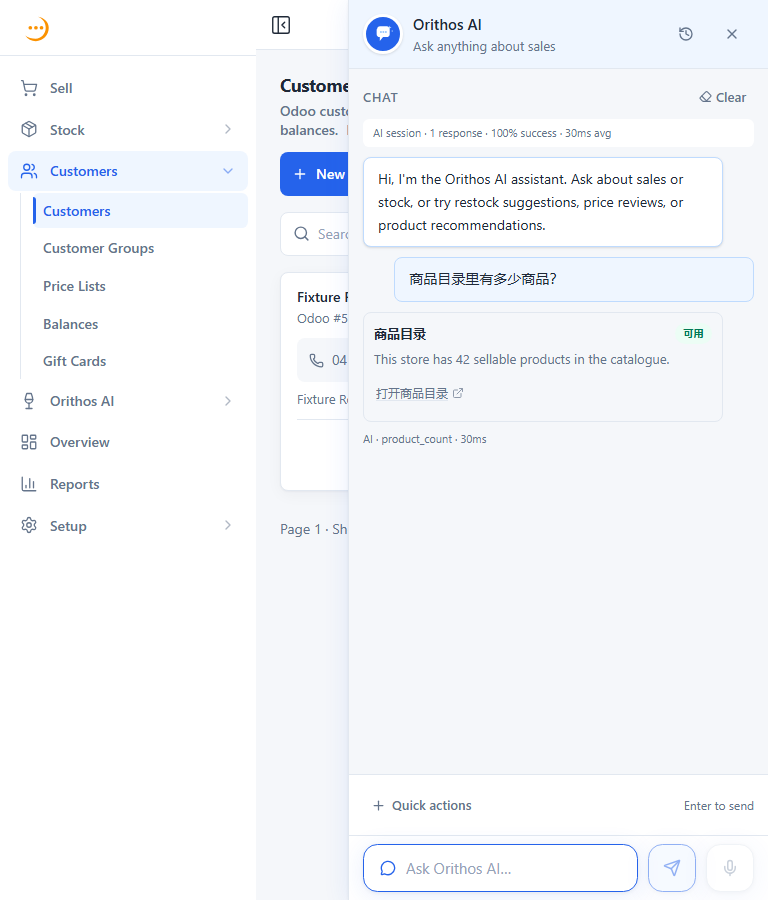 Sell
Stock
Customers
Customers
Customer Groups
Price Lists
Balances
Gift Cards
Orithos AI
Overview
Reports
Setup
Custome
Odoo cust
balances.
New
Searc
Fixture
Odoo #5
04
Fixture Re
Page 1 · Sh
Orithos AI
Ask anything about sales
CHAT
Clear
AI session · 1 response · 100% success · 30ms avg
Hi, I'm the Orithos AI assistant. Ask about sales or
stock, or try restock suggestions, price reviews, or
product recommendations.
商品目录里有多少商品?
商品目录
可用
This store has 42 sellable products in the catalogue.
打开商品目录
AI · product_count · 30ms
Quick actions
Enter to send
Ask Orithos AI...